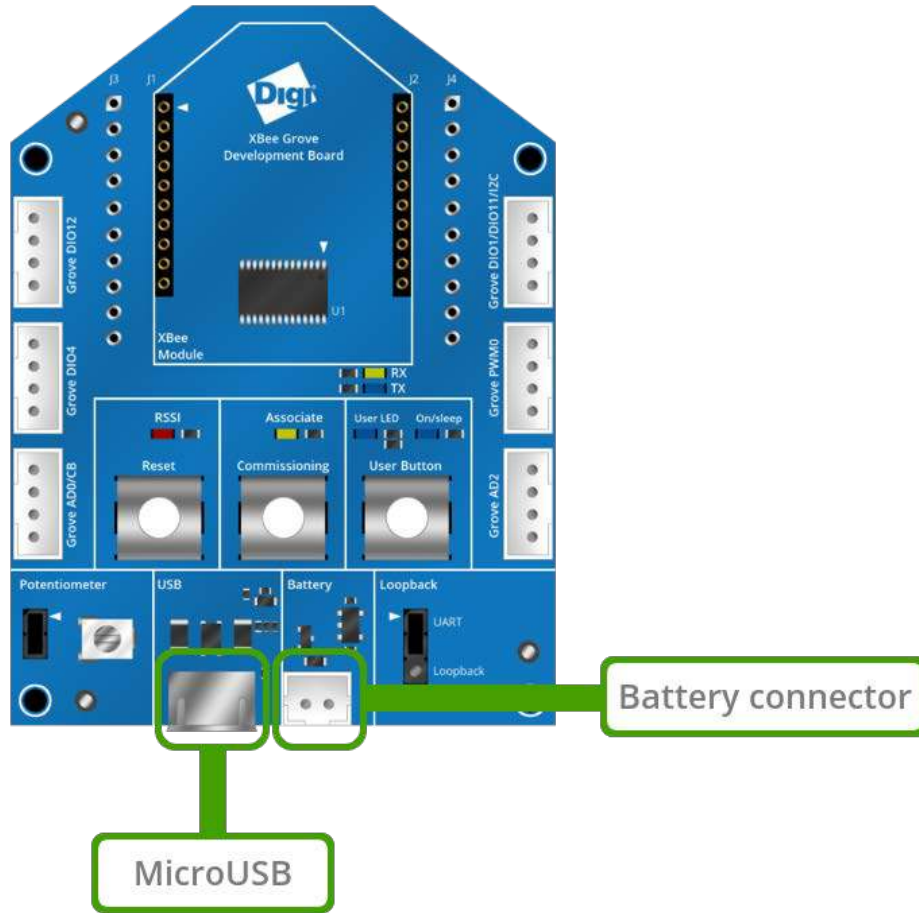 J3
J1
J2
J4
Digi
XBee Grove
Development Board
Grove DIO12
Grove DIO1/DIO11/I2C
U1
XBee
Module
RX
TX
Grove DIO4
Grove PWM0
RSSI
Associate
User LED
On/sleep
Reset
Commissioning
User Button
Grove AD0/CB
Grove AD2
Potentiometer
USB
Battery
Loopback
UART
Loopback
Battery connector
MicroUSB